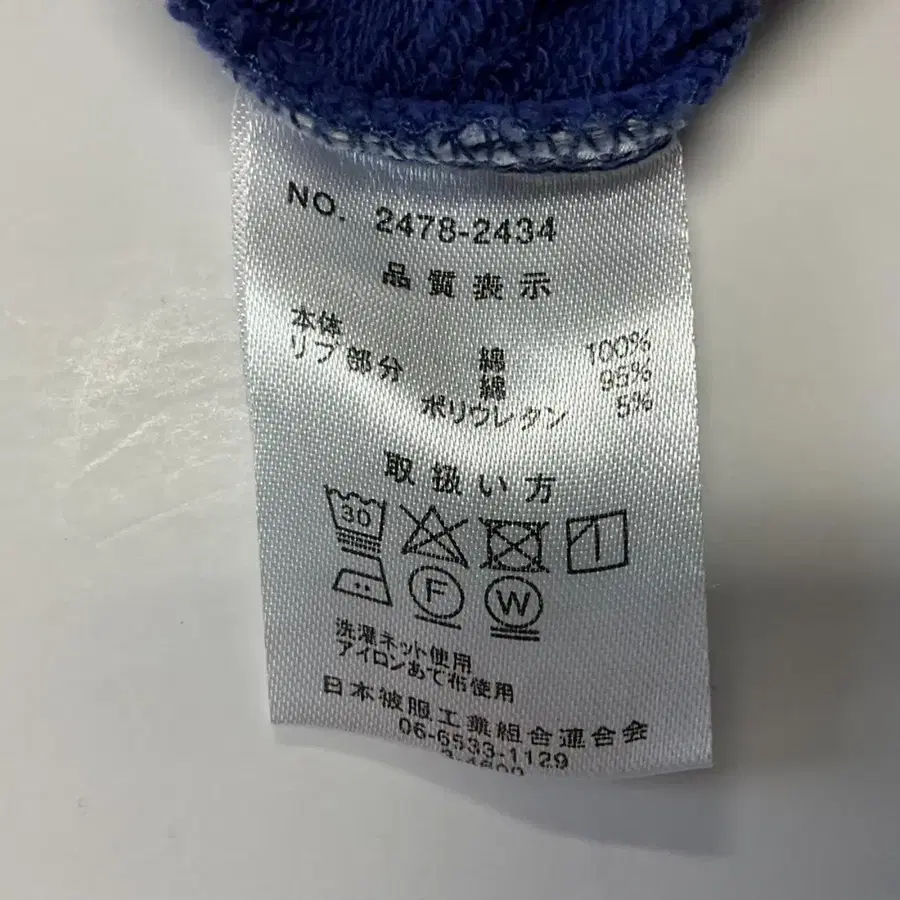 NO. 2478-2434
品質表示
本体 綿 100%
リブ部分 綿 95%
ポリウレタン 5%
取扱い方
30
F W
洗濯ネット使用
アイロンあて布使用
日本被服工業組合連合会
06-6533-1129